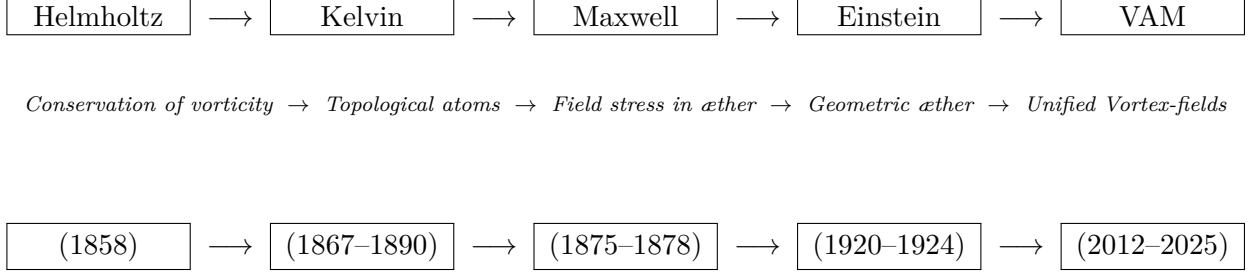 Helmholtz ⟶ Kelvin ⟶ Maxwell ⟶ Einstein ⟶ VAM
Conservation of vorticity → Topological atoms → Field stress in æther → Geometric æther → Unified Vortex-fields
(1858) ⟶ (1867–1890) ⟶ (1875–1878) ⟶ (1920–1924) ⟶ (2012–2025)